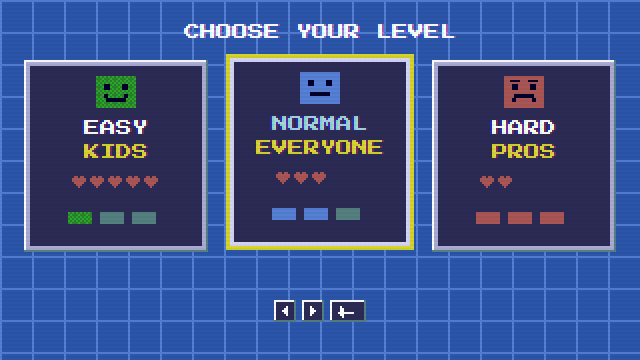 CHOOSE YOUR LEVEL
EASY
KIDS
NORMAL
EVERYONE
HARD
PROS